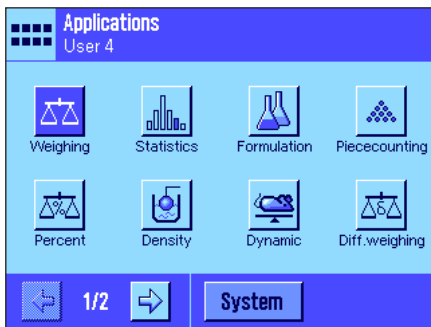 Applications
User 4
Weighing Statistics Formulation Piececounting
Percent Density Dynamic Diff.weighing
1/2 System